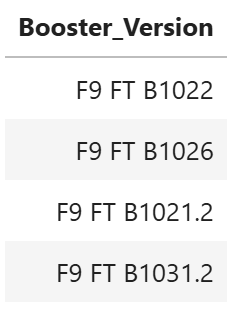 Booster_Version
F9 FT B1022
F9 FT B1026
F9 FT B1021.2
F9 FT B1031.2